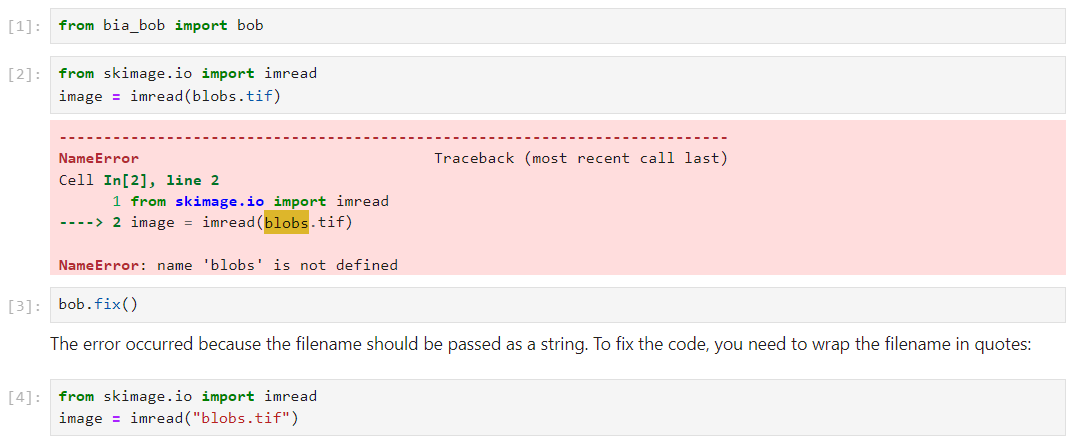 [1]: from bia_bob import bob
[2]: from skimage.io import imread
image = imread(blobs.tif)
---------------------------------------------------------------------------
NameError                                 Traceback (most recent call last)
Cell In[2], line 2
      1 from skimage.io import imread
----> 2 image = imread(blobs.tif)
NameError: name 'blobs' is not defined
[3]: bob.fix()
The error occurred because the filename should be passed as a string. To fix the code, you need to wrap the filename in quotes:
[4]: from skimage.io import imread
image = imread("blobs.tif")